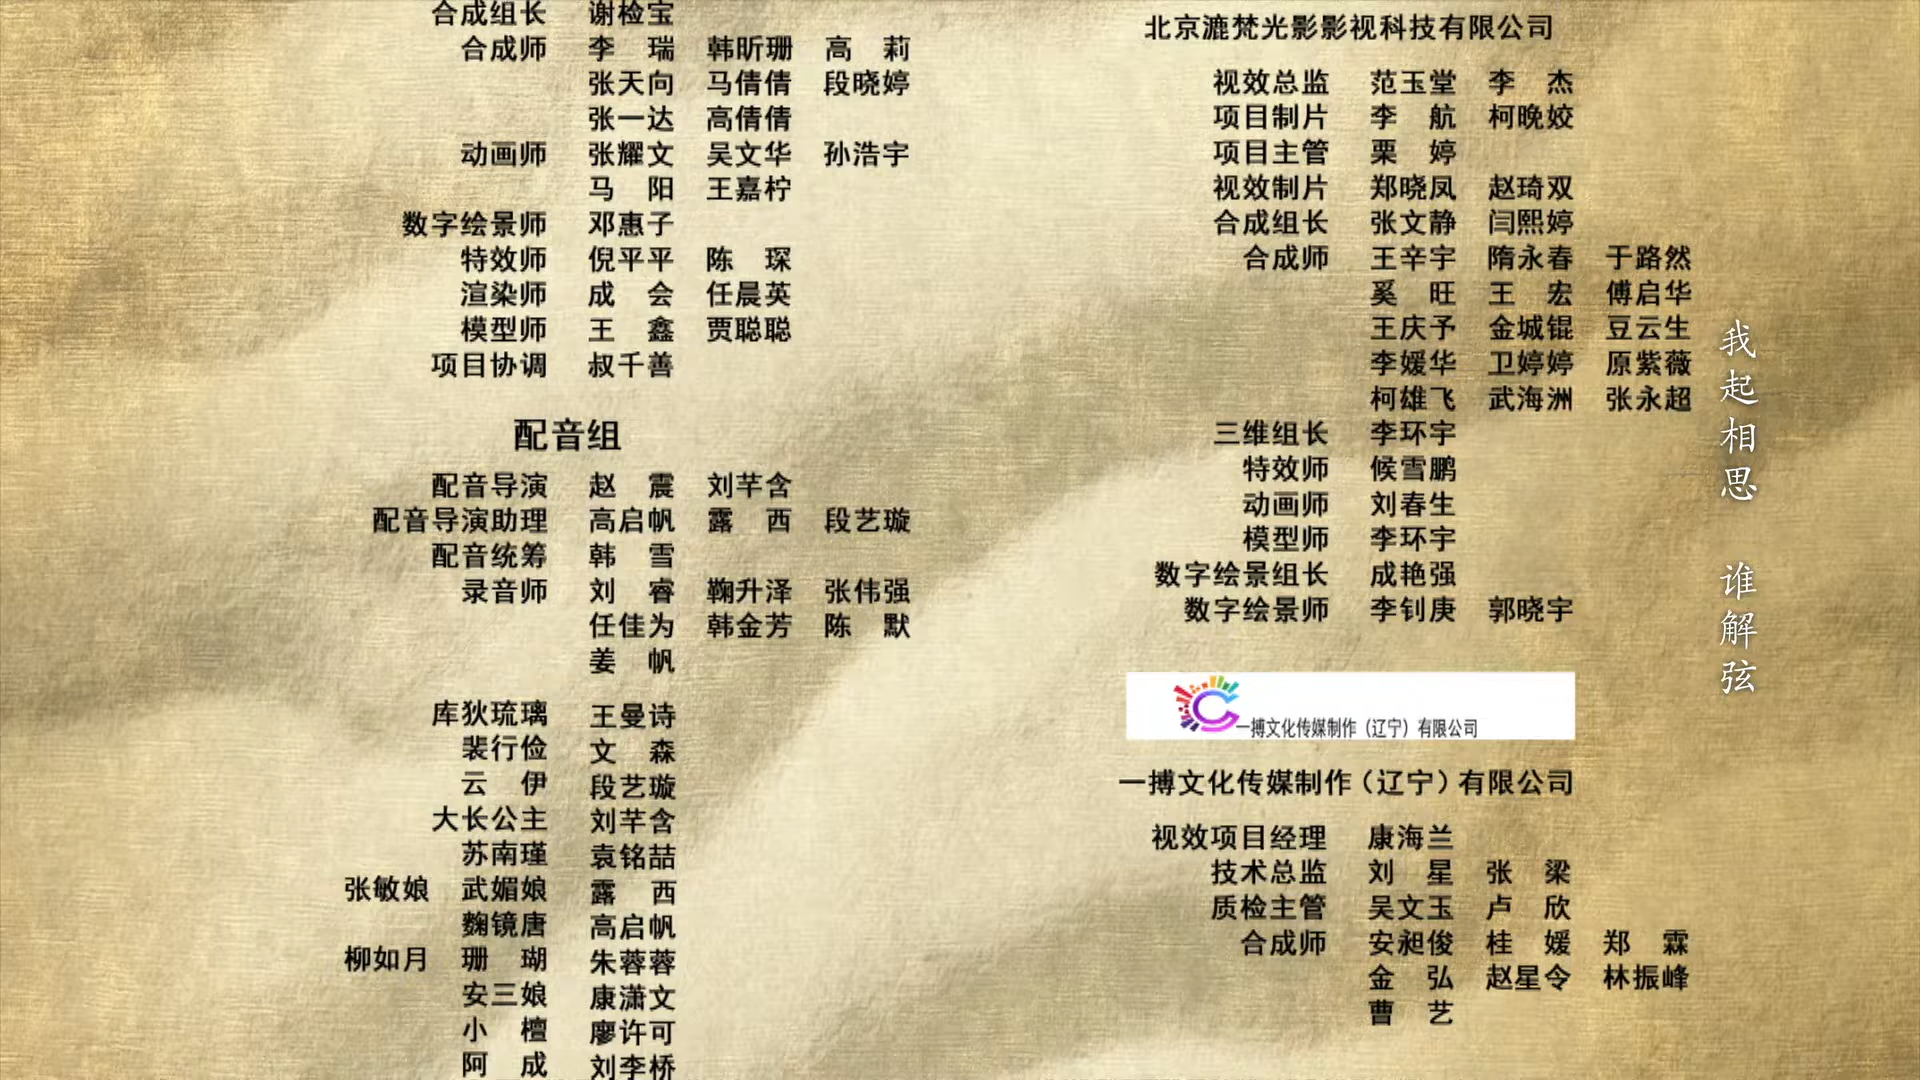 合成组长 谢检宝
合成师 李 瑞 韩昕珊 高 莉
张天向 马倩倩 段晓婷
张一达 高倩倩
动画师 张耀文 吴文华 孙浩宇
马 阳 王嘉柠
数字绘景师 邓惠子
特效师 倪平平 陈 琛
渲染师 成 会 任晨英
模型师 王 鑫 贾聪聪
项目协调 叔千善
配音组
配音导演 赵 震 刘芊含
配音导演助理 高启帆 露 西 段艺璇
配音统筹 韩 雪
录音师 刘 睿 鞠升泽 张伟强
任佳为 韩金芳 陈 默
姜 帆
库狄琉璃 王曼诗
裴行俭 文 森
云 伊 段艺璇
大长公主 刘芊含
苏南瑾 袁铭喆
张敏娘 武媚娘 露 西
麴镜唐 高启帆
柳如月 珊 瑚 朱蓉蓉
安三娘 康潇文
小 檀 廖许可
阿 成 刘李桥
北京漉梵光影影视科技有限公司
视效总监 范玉堂 李 杰
项目制片 李 航 柯晚姣
项目主管 栗 婷
视效制片 郑晓凤 赵琦双
合成组长 张文静 闫熙婷
合成师 王辛宇 隋永春 于路然
奚 旺 王 宏 傅启华
王庆予 金城锟 豆云生
李媛华 卫婷婷 原紫薇
柯雄飞 武海洲 张永超
三维组长 李环宇
特效师 候雪鹏
动画师 刘春生
模型师 李环宇
数字绘景组长 成艳强
数字绘景师 李钊庚 郭晓宇
一搏文化传媒制作（辽宁）有限公司
一搏文化传媒制作（辽宁）有限公司
视效项目经理 康海兰
技术总监 刘 星 张 梁
质检主管 吴文玉 卢 欣
合成师 安昶俊 桂 媛 郑 霖
金 弘 赵星令 林振峰
曹 艺
我起相思 谁解弦